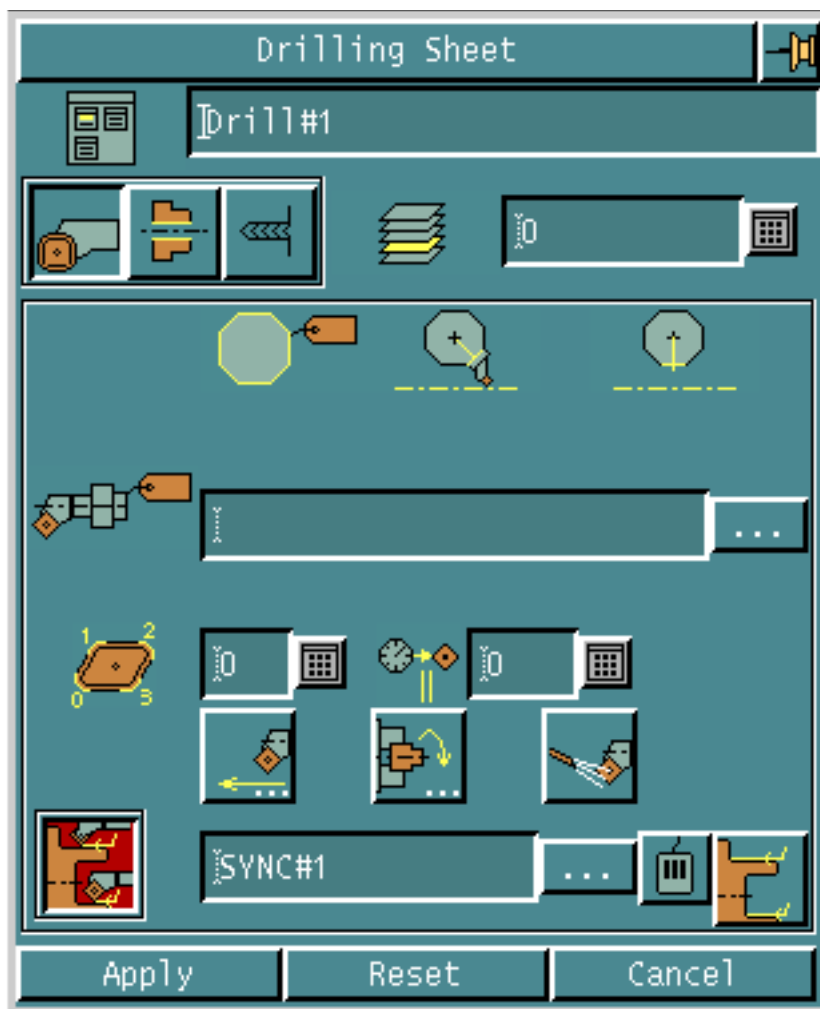 Drilling Sheet
Drill#1
0
...
1 2
0 3
0
0
...
...
SYNC#1
...
Apply Reset Cancel